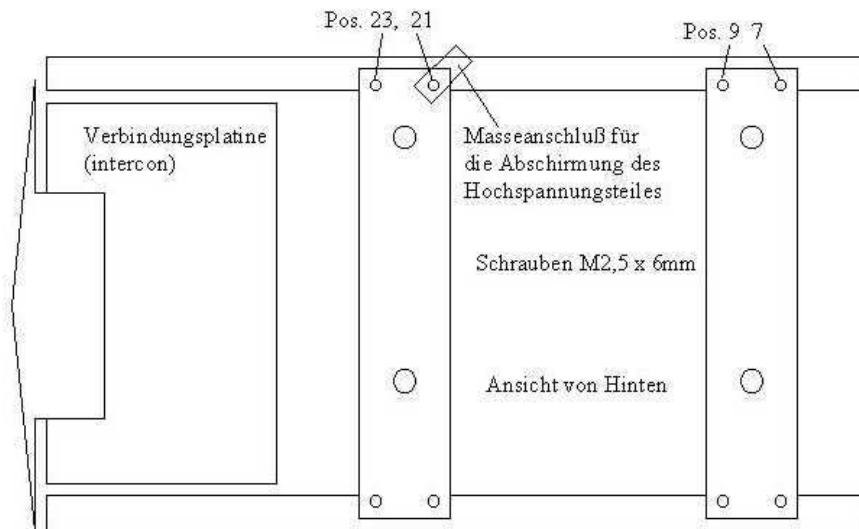 Pos. 23, 21
Pos. 9 7
Verbindungsplatine
(intercon)
Masseanschluß für
die Abschirmung des
Hochspannungsteiles
Schrauben M2,5 x 6mm
Ansicht von Hinten